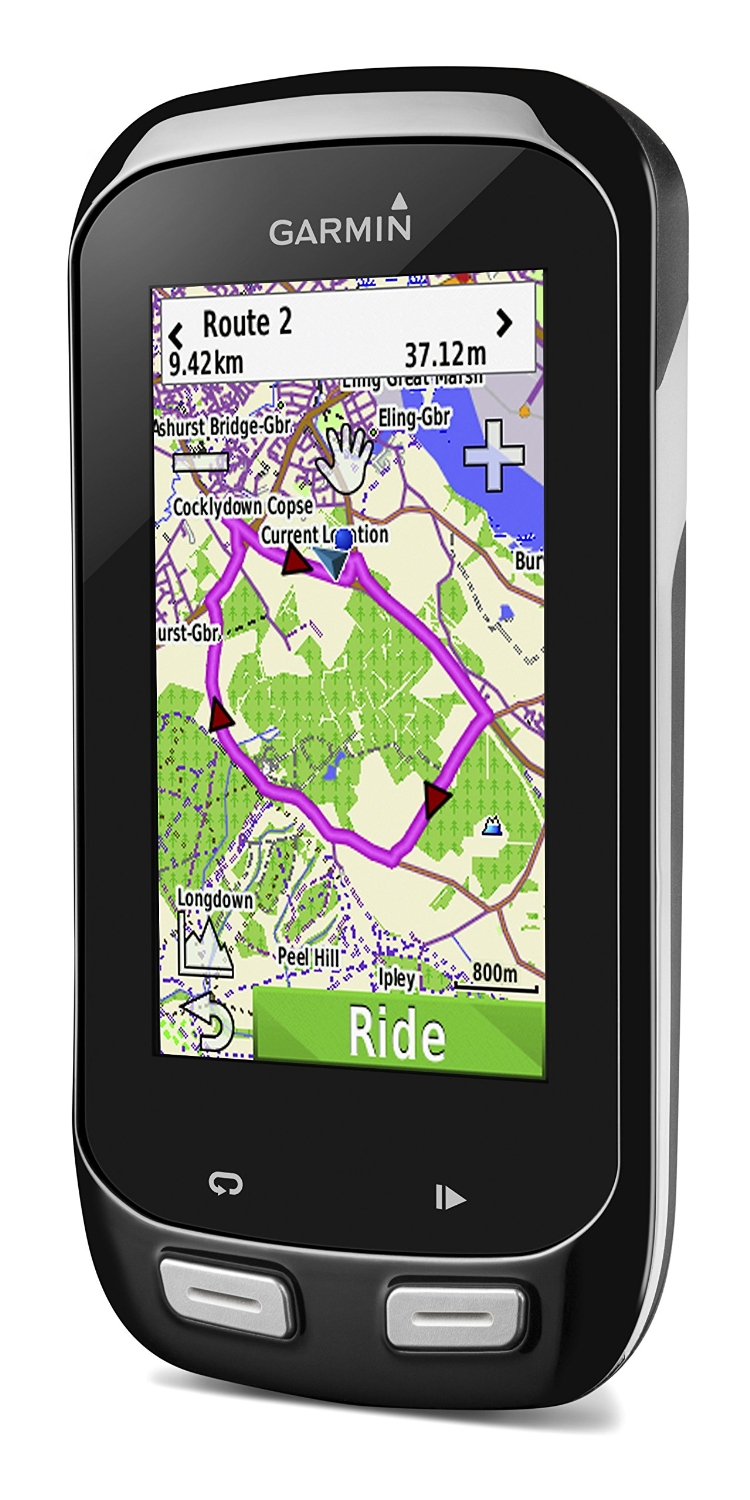 GARMIN
Route 2
9.42km
37.12m
Eling Great Marsh
Eling-Gbr
Ashurst Bridge-Gbr
Cocklydown Copse
Current Location
Bur
urst-Gbr
Longdown
Peel Hill
Ipley
800m
Ride